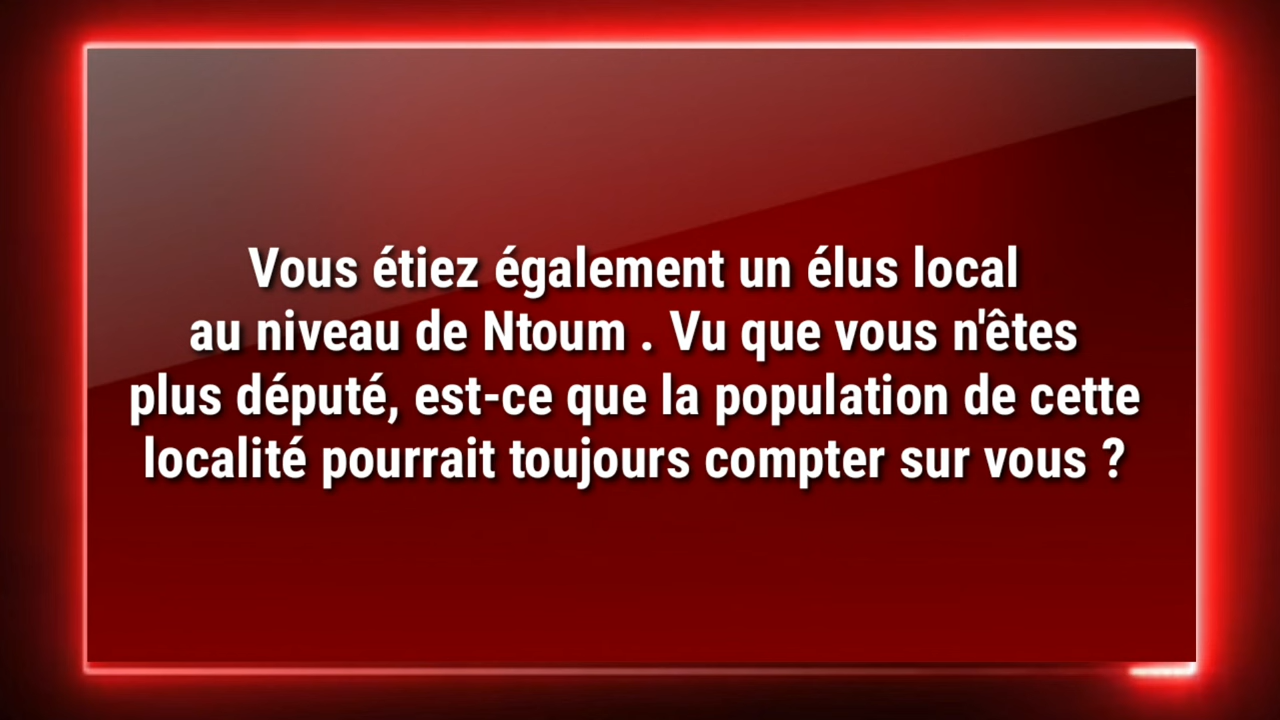 Vous étiez également un élus local
au niveau de Ntoum . Vu que vous n'êtes
plus député, est-ce que la population de cette
localité pourrait toujours compter sur vous ?